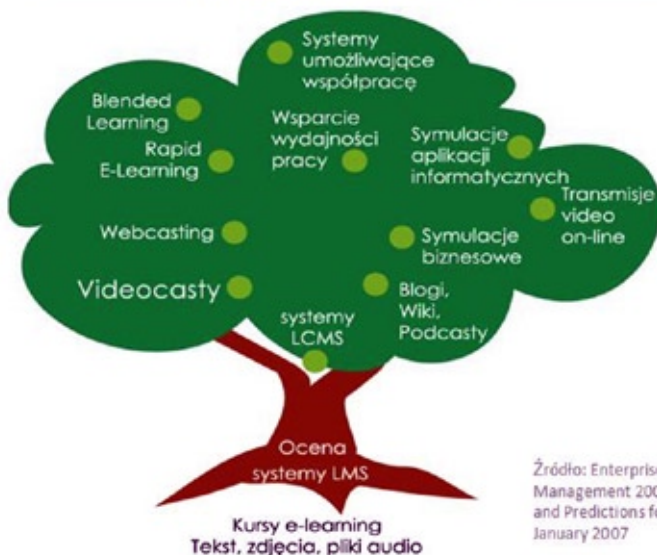 Systemy
umożliwiające
współpracę
Blended
Learning
Wsparcie
wydajności
pracy
Rapid
E-Learning
Symulacje
aplikacji
informatycznych
Transmisje
video
on-line
Webcasting
Symulacje
biznesowe
Videocasty
Blogi,
Wiki,
Podcasty
systemy
LCMS
Ocena
systemy LMS
Kursy e-learning
Tekst, zdjęcia, pliki audio
Źródło: Enterprise
Management 200
and Predictions fo
January 2007